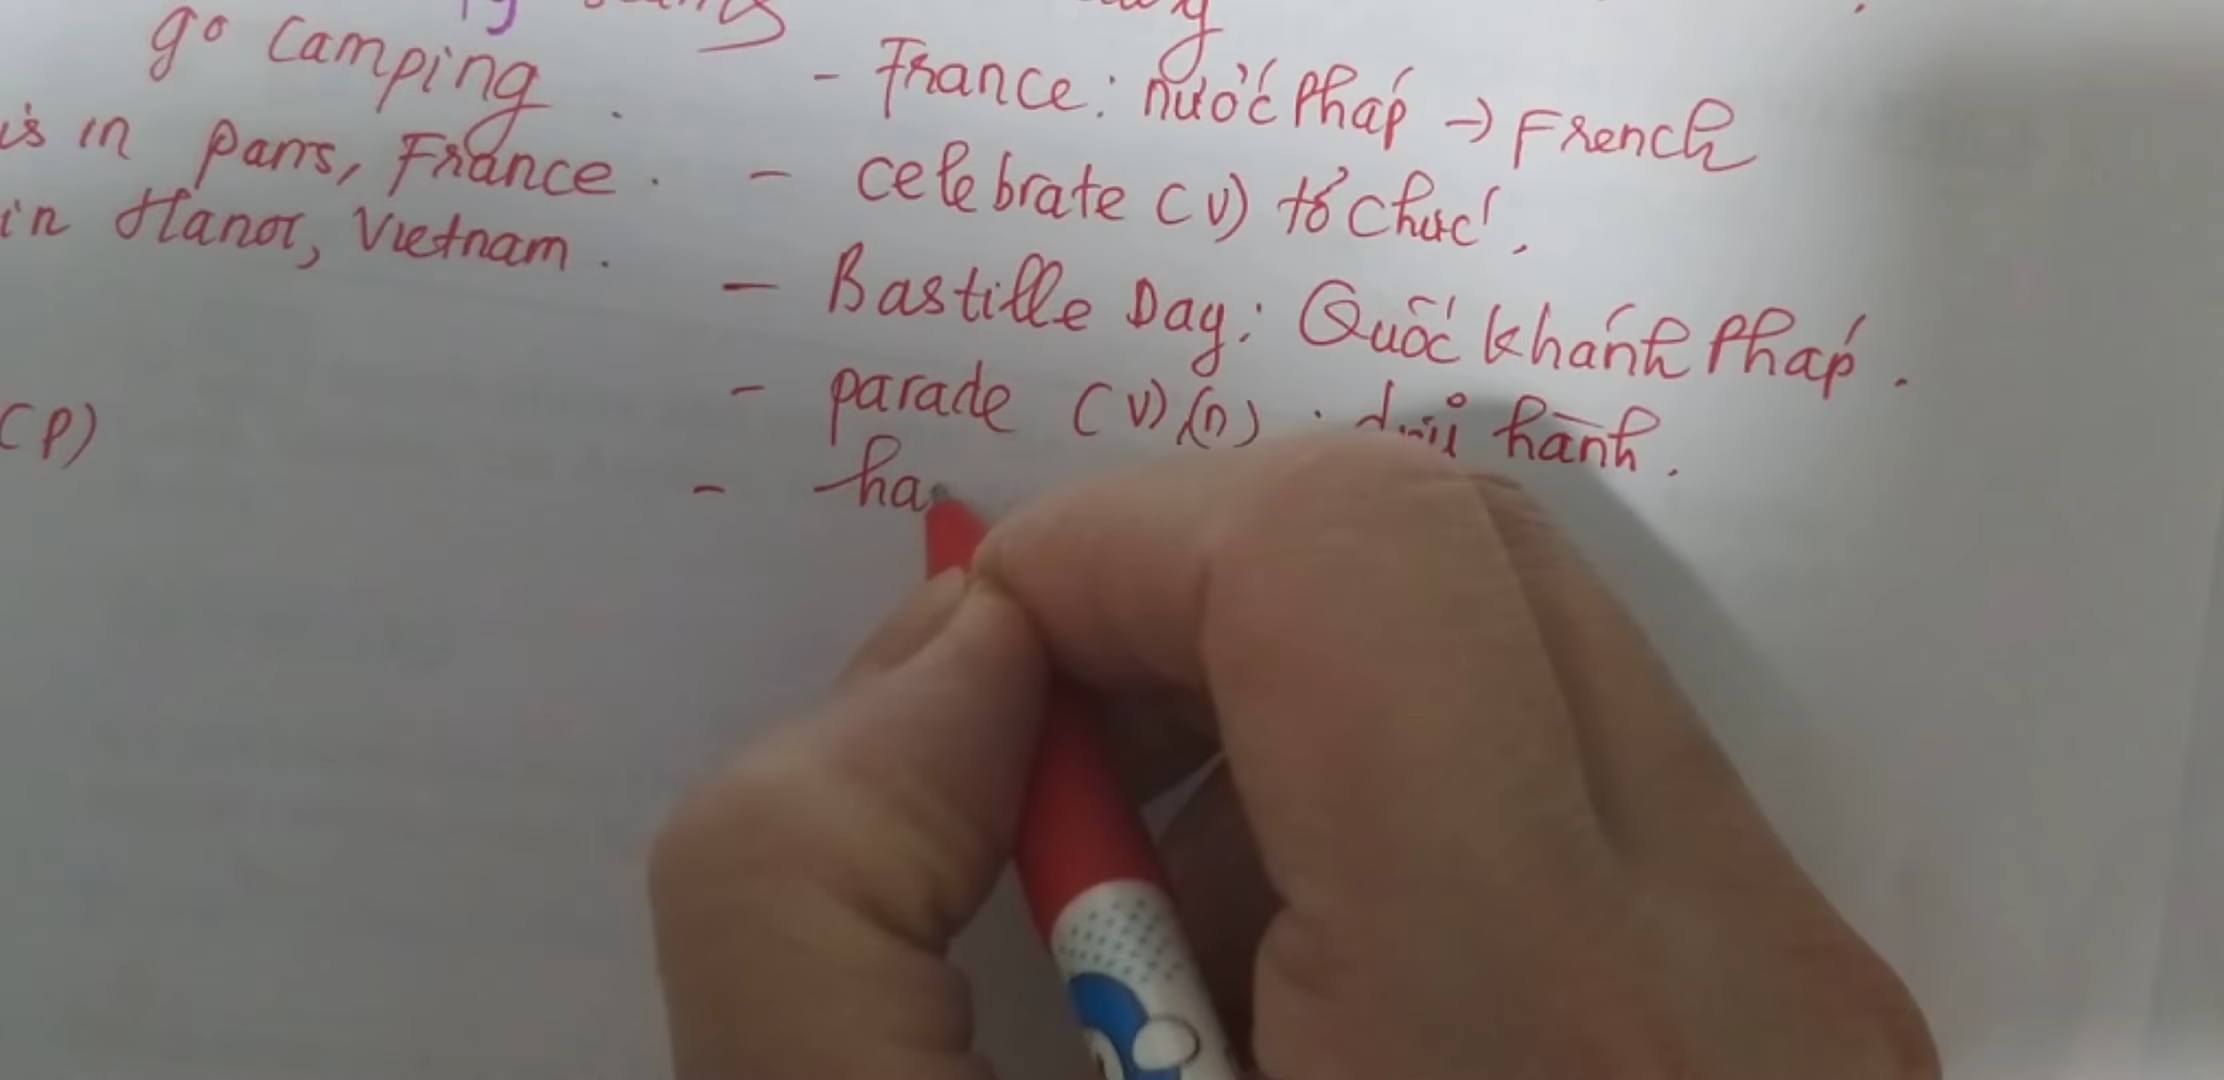 go camping.
is in Paris, France.
in Hanoi, Vietnam.
(P)
- France: nước Pháp → French
- celebrate (v) tổ chức.
- Bastille Day: Quốc khánh Pháp.
- parade (v)(n): hành.
- ha